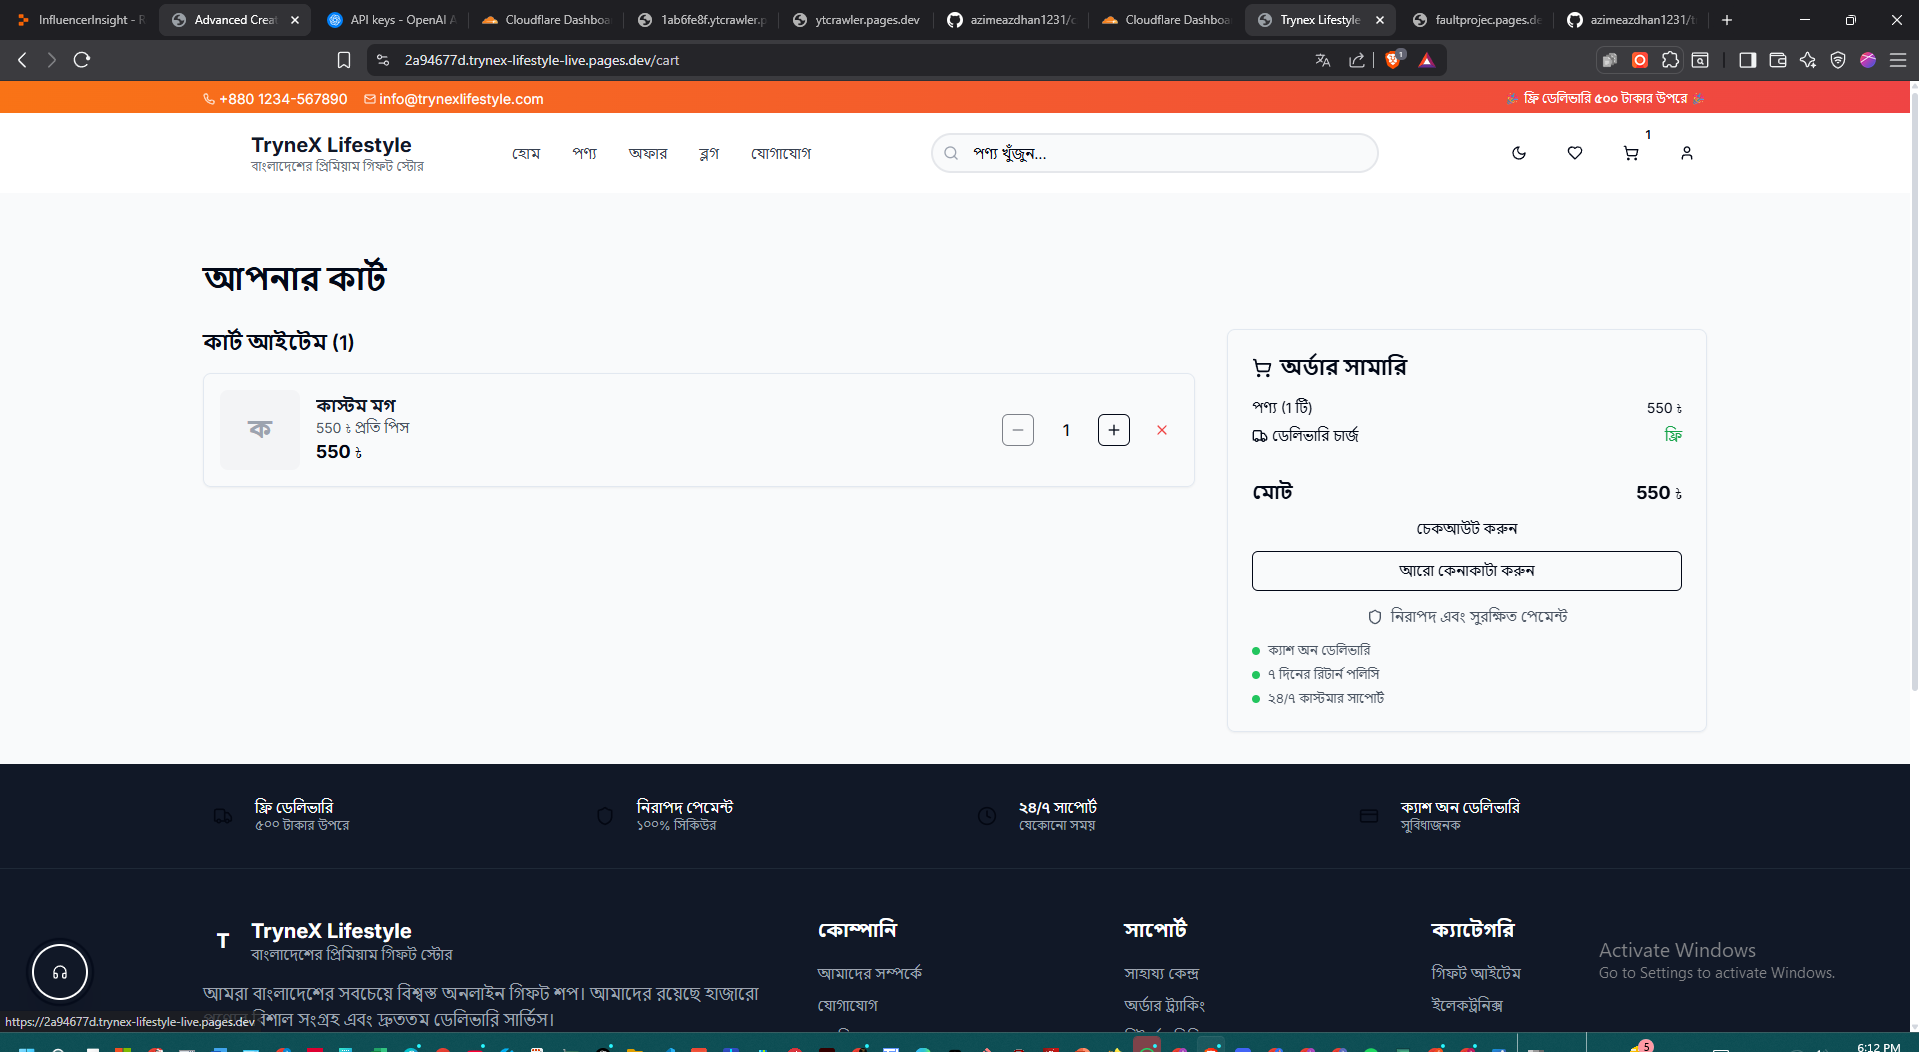 InfluencerInsight - R
Advanced Creat
API keys - OpenAI A
Cloudflare Dashboa
1ab6fe8f.ytcrawler.p
ytcrawler.pages.dev
azimeazdhan1231/c
Cloudflare Dashboa
Trynex Lifestyle
faultprojec.pages.de
azimeazdhan1231/t
2a94677d.trynex-lifestyle-live.pages.dev/cart
1
+880 1234-567890 info@trynexlifestyle.com
ফ্রি ডেলিভারি ৫০০ টাকার উপরে
TryneX Lifestyle
বাংলাদেশের প্রিমিয়াম গিফট স্টোর
হোম পণ্য অফার ব্লগ যোগাযোগ
পণ্য খুঁজুন...
1
আপনার কার্ট
কার্ট আইটেম (1)
ক
কাস্টম মগ
550 ৳ প্রতি পিস
550 ৳
1
অর্ডার সামারি
পণ্য (1 টি) 550 ৳
ডেলিভারি চার্জ ফ্রি
মোট 550 ৳
চেকআউট করুন
আরো কেনাকাটা করুন
নিরাপদ এবং সুরক্ষিত পেমেন্ট
ক্যাশ অন ডেলিভারি
৭ দিনের রিটার্ন পলিসি
২৪/৭ কাস্টমার সাপোর্ট
ফ্রি ডেলিভারি
৫০০ টাকার উপরে
নিরাপদ পেমেন্ট
১০০% সিকিউর
২৪/৭ সাপোর্ট
যেকোনো সময়
ক্যাশ অন ডেলিভারি
সুবিধাজনক
T
TryneX Lifestyle
বাংলাদেশের প্রিমিয়াম গিফট স্টোর
আমরা বাংলাদেশের সবচেয়ে বিশ্বস্ত অনলাইন গিফট শপ। আমাদের রয়েছে হাজারো
বিশাল সংগ্রহ এবং দ্রুততম ডেলিভারি সার্ভিস।
কোম্পানি
আমাদের সম্পর্কে
যোগাযোগ
সাপোর্ট
সাহায্য কেন্দ্র
অর্ডার ট্র্যাকিং
ক্যাটেগরি
গিফট আইটেম
ইলেকট্রনিক্স
Activate Windows
Go to Settings to activate Windows.
https://2a94677d.trynex-lifestyle-live.pages.dev
5
6:12 PM